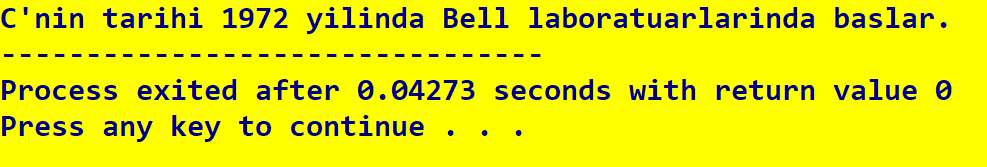 C'nin tarihi 1972 yilinda Bell laboratuarlarinda baslar.
--------------------------------
Process exited after 0.04273 seconds with return value 0
Press any key to continue . . .